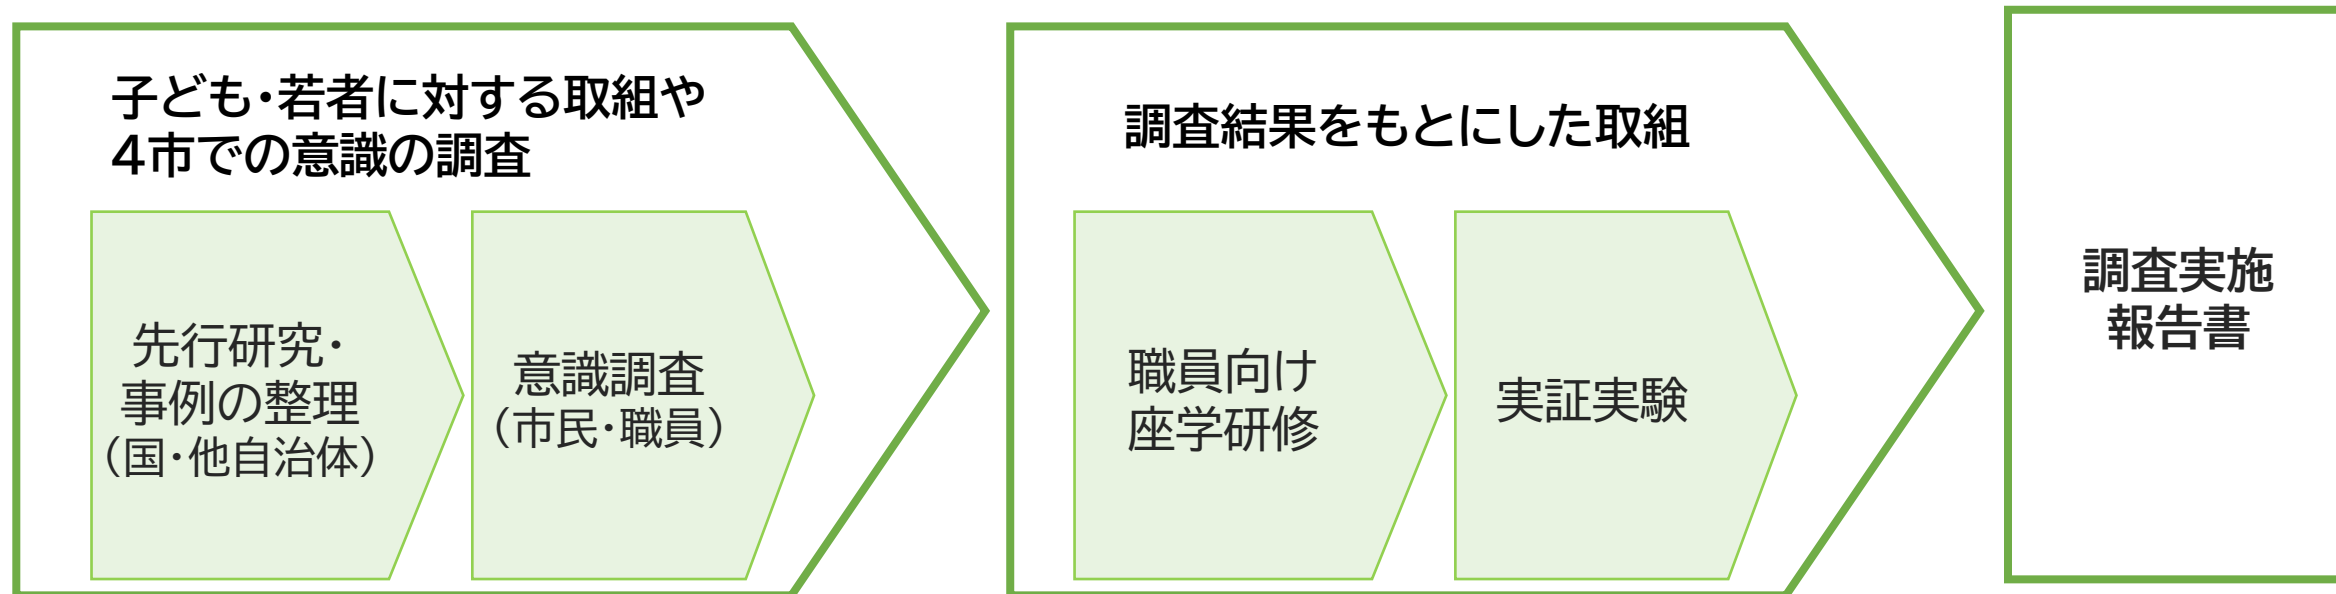 子ども・若者に対する取組や
4市での意識の調査
先行研究・
事例の整理
（国・他自治体）
意識調査
（市民・職員）
調査結果をもとにした取組
職員向け
座学研修
実証実験
調査実施
報告書